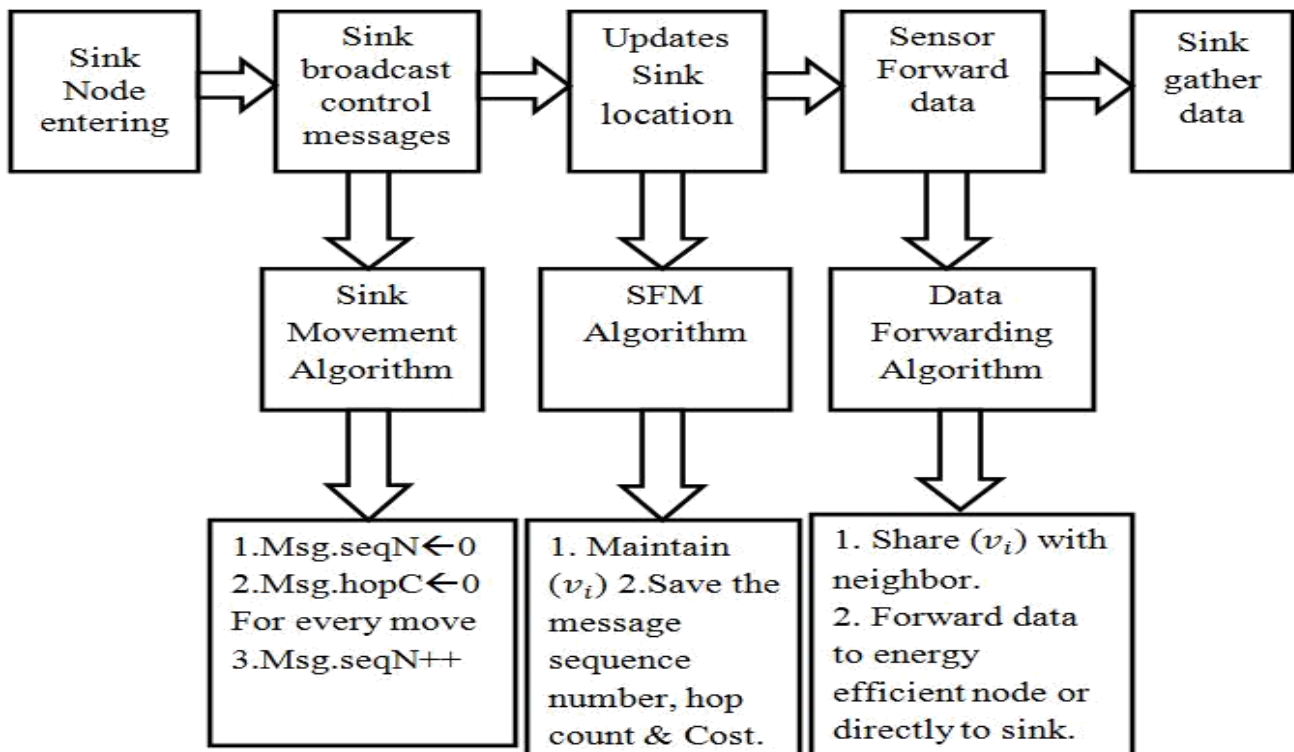 Sink
Node
entering
Sink
broadcast
control
messages
Updates
Sink
location
Sensor
Forward
data
Sink
gather
data
Sink
Movement
Algorithm
SFM
Algorithm
Data
Forwarding
Algorithm
1.Msg.seqN←0
2.Msg.hopC←0
For every move
3.Msg.seqN++
1. Maintain
(vᵢ) 2.Save the
message
sequence
number, hop
count & Cost.
1. Share (vᵢ) with
neighbor.
2. Forward data
to energy
efficient node or
directly to sink.